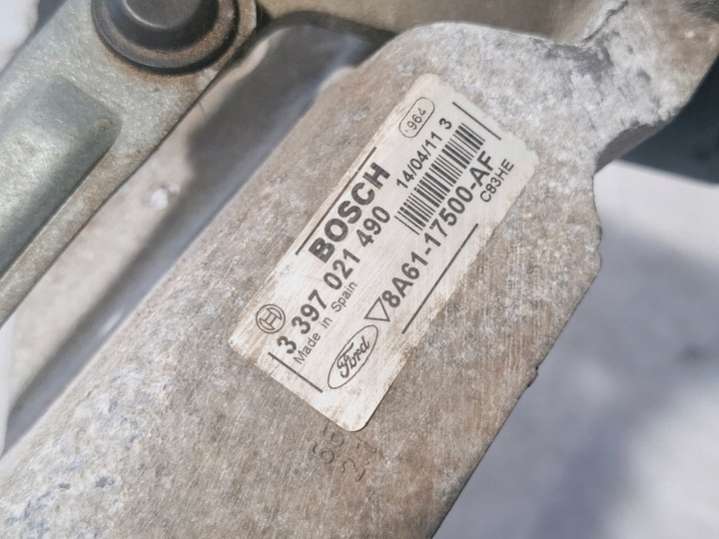 964
BOSCH 14/04/11 3
3 397 021 490
Made in Spain
Ford 8A61-17500-AF
C83HE